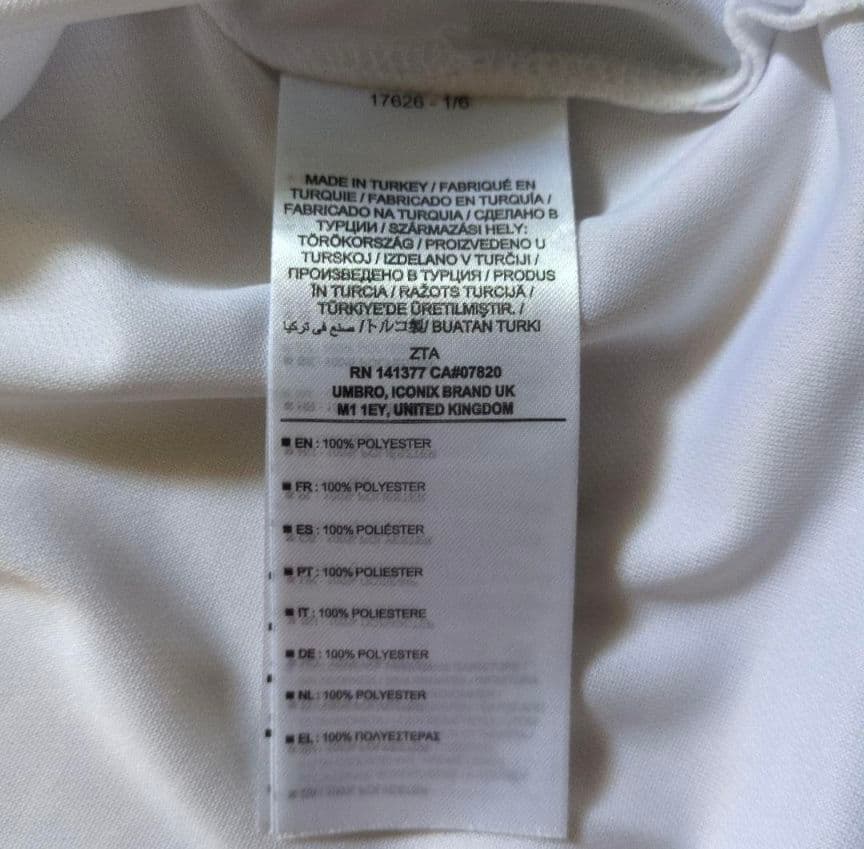 17626 - 1/6
MADE IN TURKEY / FABRIQUÉ EN
TURQUIE / FABRICADO EN TURQUÍA /
FABRICADO NA TURQUIA / СДЕЛАНО В
ТУРЦИИ / SZÁRMAZÁSI HELY:
TÖRÖKORSZÁG / PROIZVEDENO U
TURSKOJ / IZDELANO V TURČIJI /
ПРОИЗВЕДЕНО В ТУРЦИЯ / PRODUS
ÎN TURCIA / RAŽOTS TURCIJĀ /
TÜRKİYE'DE ÜRETILMIŞTIR. /
صنع في تركيا / トルコ製/ BUATAN TURKI
ZTA
RN 141377 CA#07820
UMBRO, ICONIX BRAND UK
M1 1EY, UNITED KINGDOM
■ EN : 100% POLYESTER
■ FR : 100% POLYESTER
■ ES : 100% POLIÉSTER
■ PT : 100% POLIESTER
■ IT : 100% POLIESTERE
■ DE : 100% POLYESTER
■ NL : 100% POLYESTER
■ EL : 100% ΠΟΛΥΕΣΤΕΡΑΣ